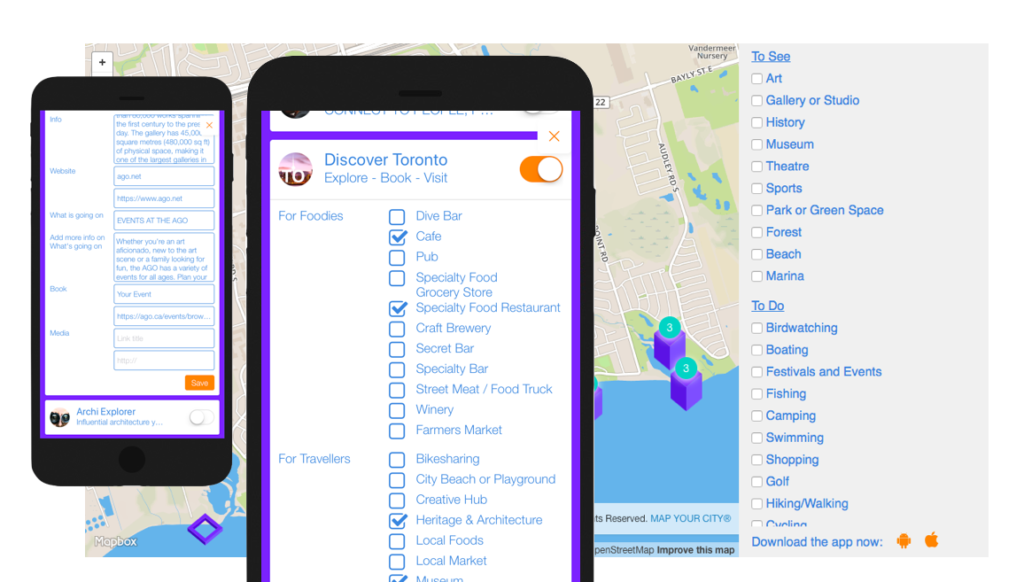 Info
than 80,000 works spanning
the first century to the pres
day. The gallery has 45,00
square metres (480,000 sq ft)
of physical space, making it
one of the largest galleries in
Website
ago.net
https://www.ago.net
What is going on
EVENTS AT THE AGO
Add more info on
What's going on
Whether you're an art
aficionado, new to the art
scene or a family looking for
fun, the AGO has a variety of
events for all ages. Plan your
Book
Your Event
https://ago.ca/events/brow...
Media
Link title
http://
Save
Archi Explorer
Influential architecture y...
Mapbox
+
CONNECT TO PEOPLE, P ...
TO
Discover Toronto
Explore - Book - Visit
For Foodies
Dive Bar
Cafe
Pub
Specialty Food
Grocery Store
Specialty Food Restaurant
Craft Brewery
Secret Bar
Specialty Bar
Street Meat / Food Truck
Winery
Farmers Market
For Travellers
Bikesharing
City Beach or Playground
Creative Hub
Heritage & Architecture
Local Foods
Local Market
Museum
Vandermeer
Nursery
BAYLY ST E
22
AUDLEY RD S
POINT RD
3
3
ts Reserved. MAP YOUR CITY®
penStreetMap Improve this map
To See
Art
Gallery or Studio
History
Museum
Theatre
Sports
Park or Green Space
Forest
Beach
Marina
To Do
Birdwatching
Boating
Festivals and Events
Fishing
Camping
Swimming
Shopping
Golf
Hiking/Walking
Cycling
Download the app now: